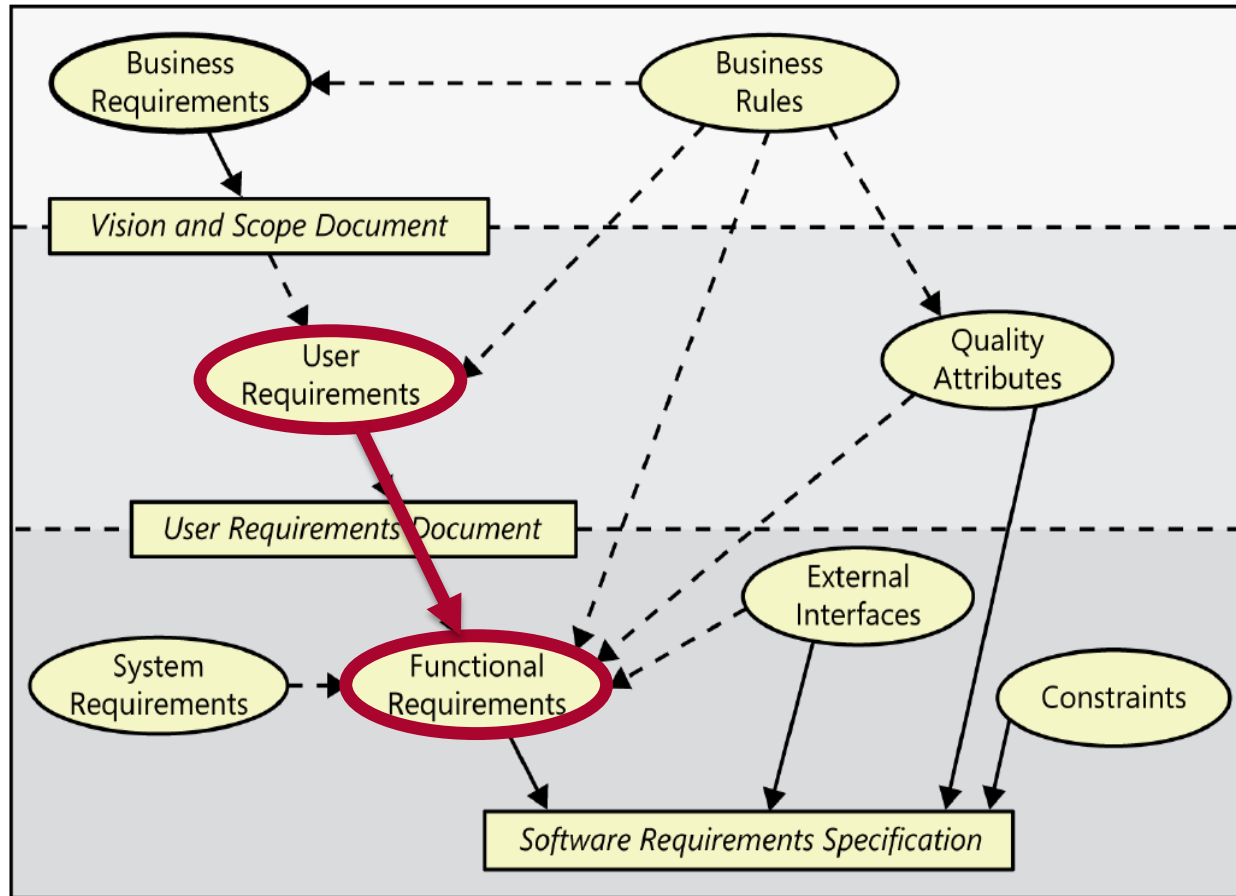 Business
Requirements
Business
Rules
Vision and Scope Document
User
Requirements
Quality
Attributes
User Requirements Document
External
Interfaces
System
Requirements
Functional
Requirements
Constraints
Software Requirements Specification